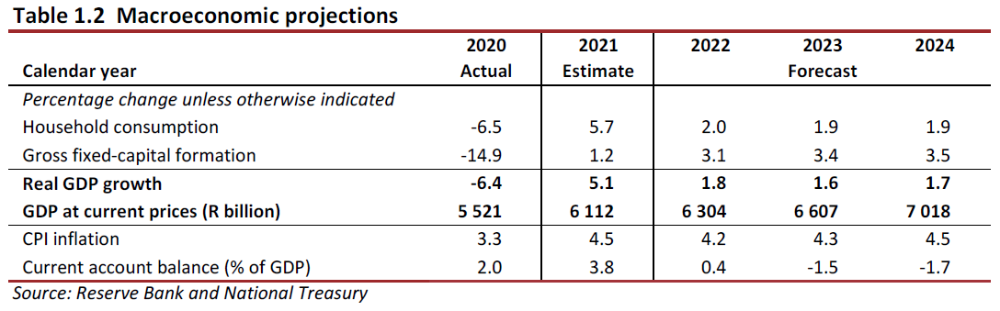 Table 1.2 Macroeconomic projections
2020 2021 2022 2023 2024
Calendar year Actual Estimate Forecast
Percentage change unless otherwise indicated
Household consumption -6.5 5.7 2.0 1.9 1.9
Gross fixed-capital formation -14.9 1.2 3.1 3.4 3.5
Real GDP growth -6.4 5.1 1.8 1.6 1.7
GDP at current prices (R billion) 5 521 6 112 6 304 6 607 7 018
CPI inflation 3.3 4.5 4.2 4.3 4.5
Current account balance (% of GDP) 2.0 3.8 0.4 -1.5 -1.7
Source: Reserve Bank and National Treasury